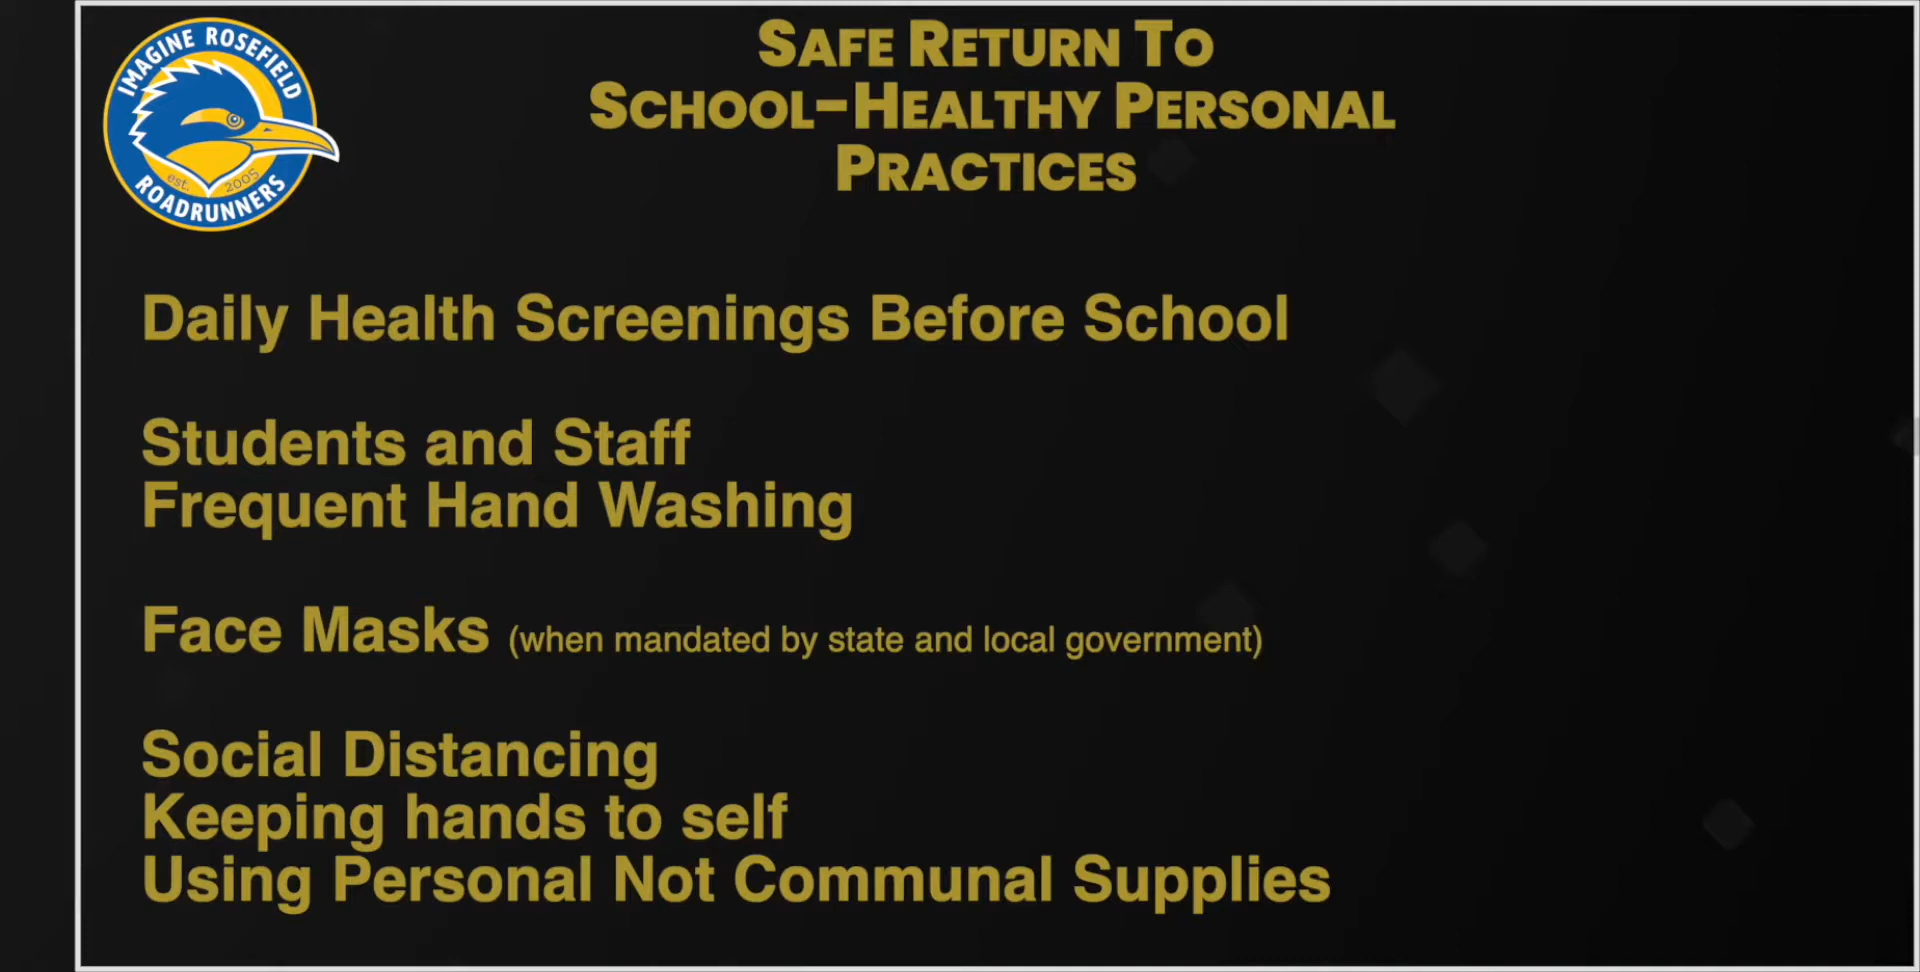 IMAGINE ROSEFIELD
est. 2005
ROADRUNNERS
SAFE RETURN TO
SCHOOL-HEALTHY PERSONAL
PRACTICES
Daily Health Screenings Before School
Students and Staff
Frequent Hand Washing
Face Masks (when mandated by state and local government)
Social Distancing
Keeping hands to self
Using Personal Not Communal Supplies